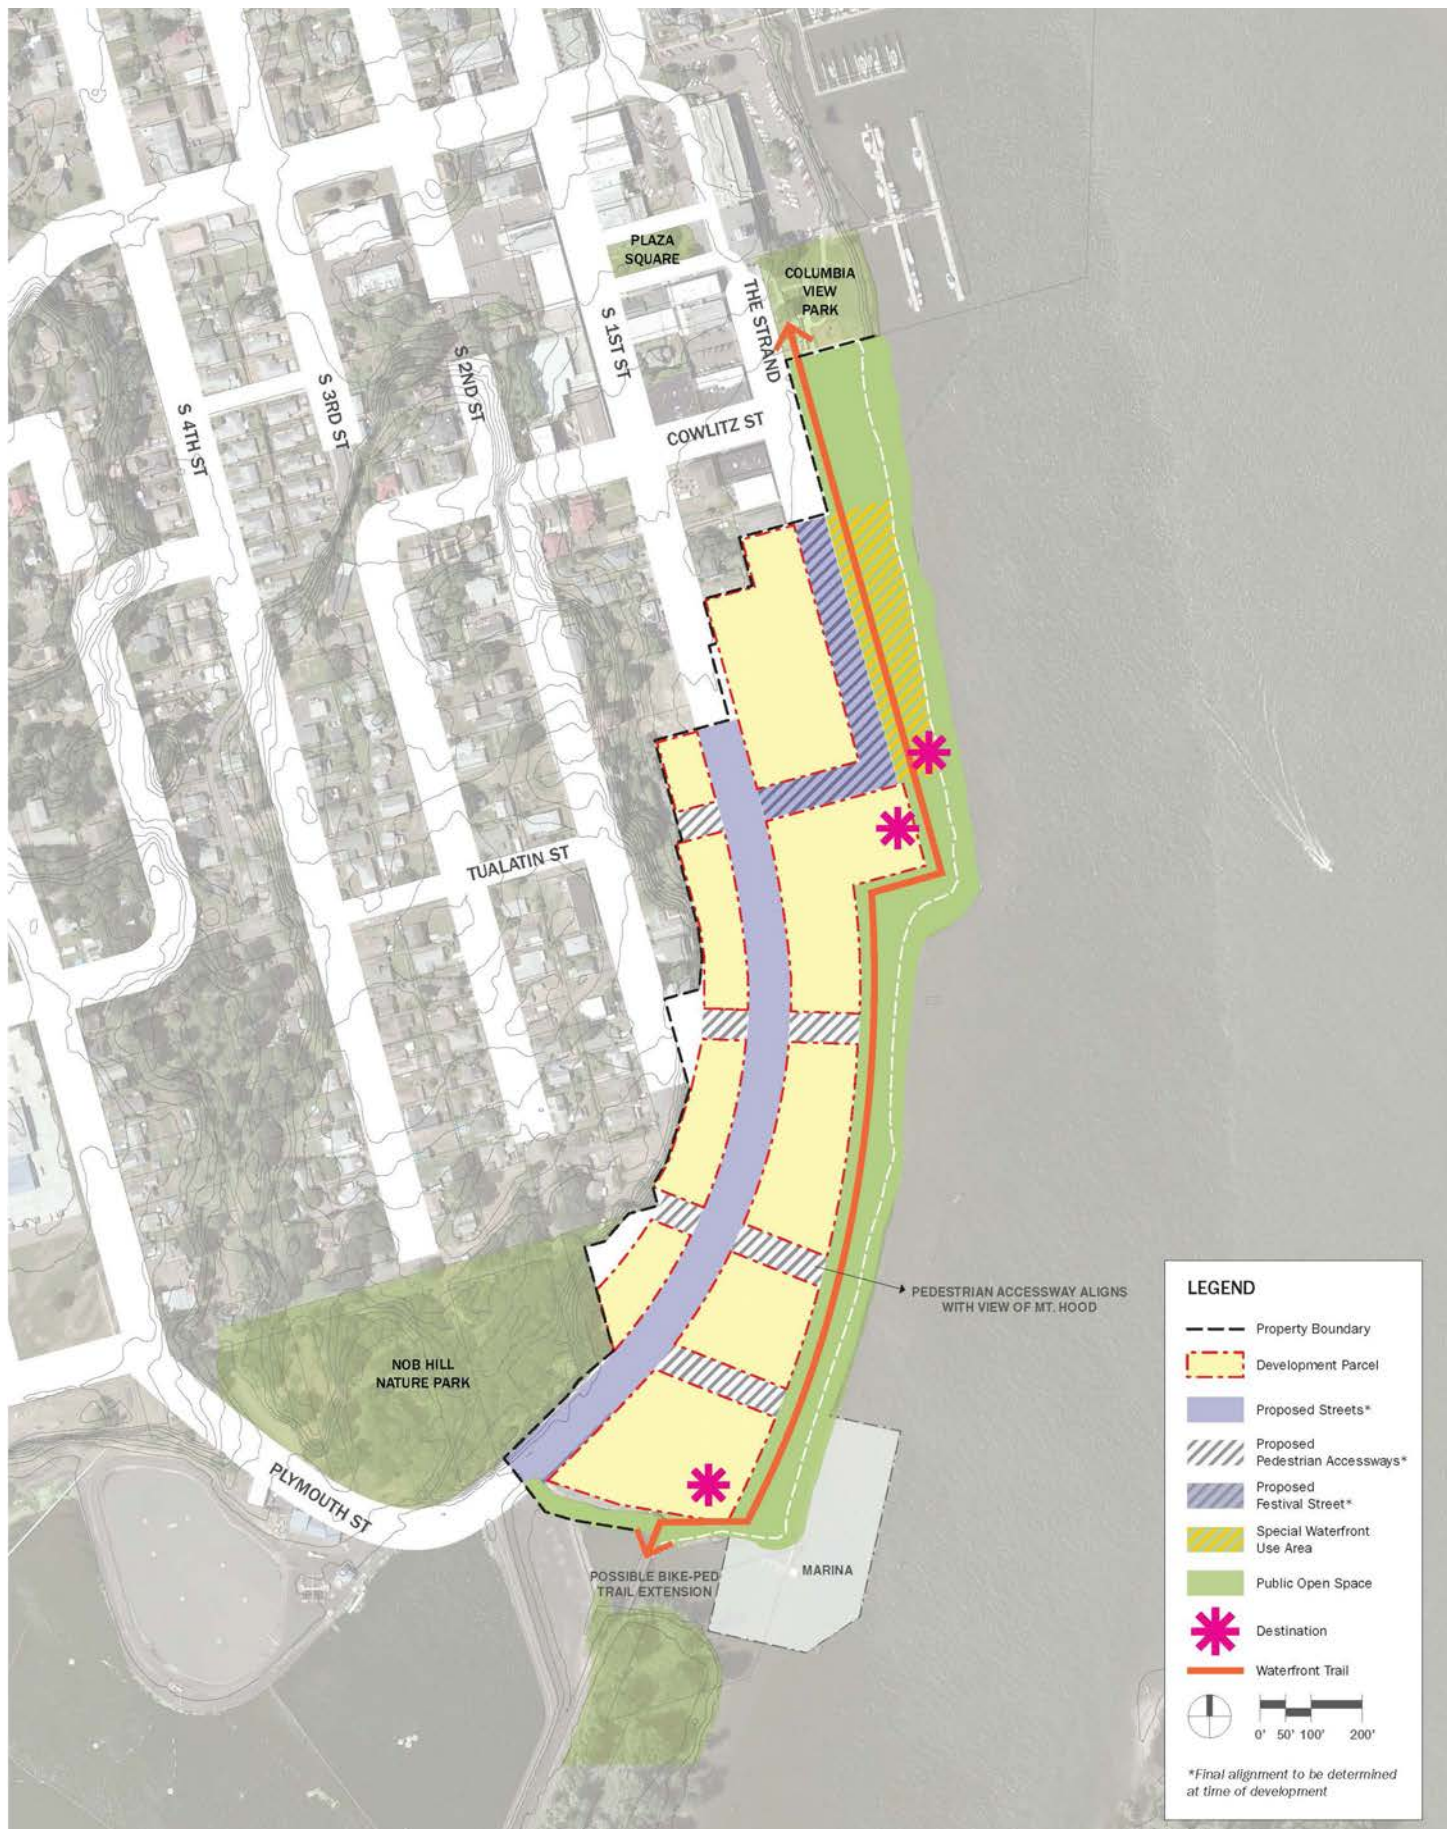 PLAZA
SQUARE
COLUMBIA
VIEW
PARK
THE STRAND
S 1ST ST
S 2ND ST
S 3RD ST
S 4TH ST
COWLITZ ST
TUALATIN ST
PEDESTRIAN ACCESSWAY ALIGNS
WITH VIEW OF MT. HOOD
NOB HILL
NATURE PARK
PLYMOUTH ST
MARINA
POSSIBLE BIKE-PED
TRAIL EXTENSION
LEGEND
Property Boundary
Development Parcel
Proposed Streets*
Proposed
Pedestrian Accessways*
Proposed
Festival Street*
Special Waterfront
Use Area
Public Open Space
Destination
Waterfront Trail
0' 50' 100' 200'
*Final alignment to be determined
at time of development